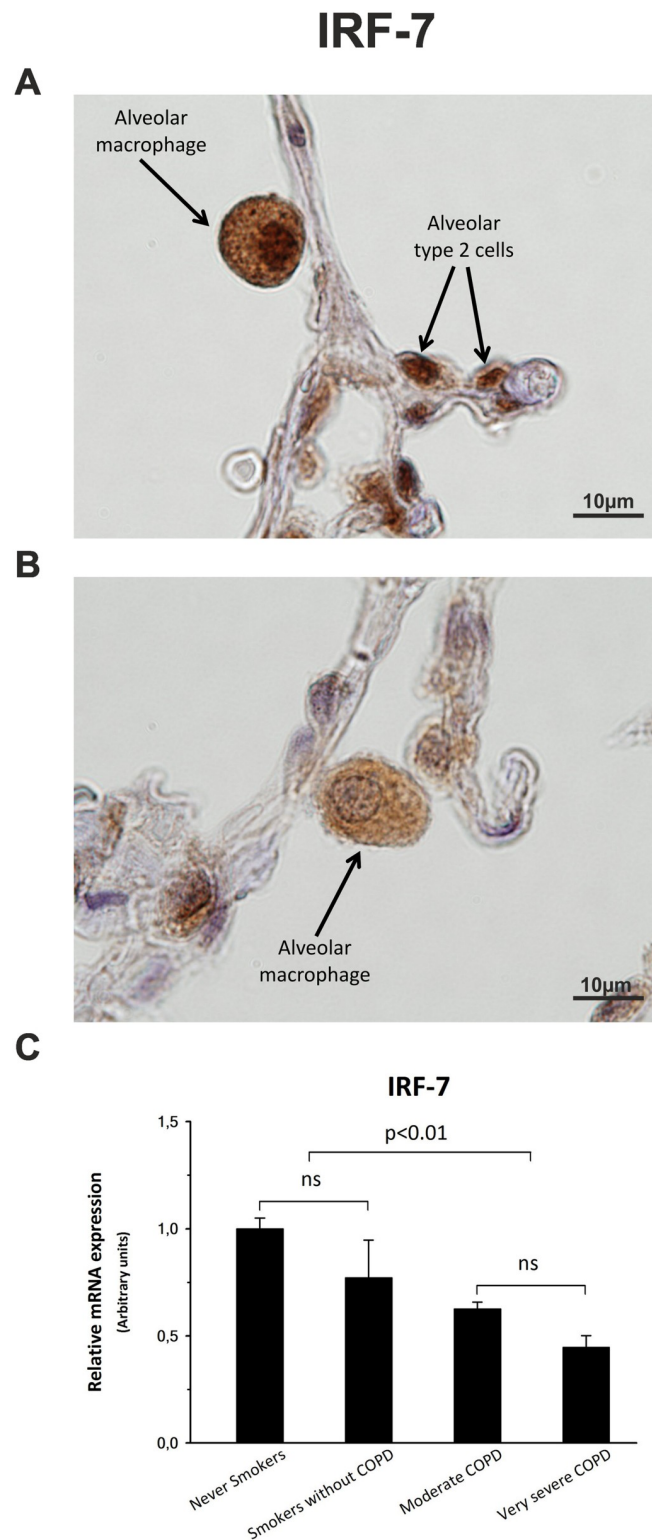 IRF-7
A
Alveolar
macrophage
Alveolar
type 2 cells
10µm
B
Alveolar
macrophage
10µm
C
IRF-7
1,5
p<0.01
ns
1,0
ns
0,5
0,0
Relative mRNA expression
(Arbitrary units)
Never Smokers
Smokers without COPD
Moderate COPD
Very severe COPD